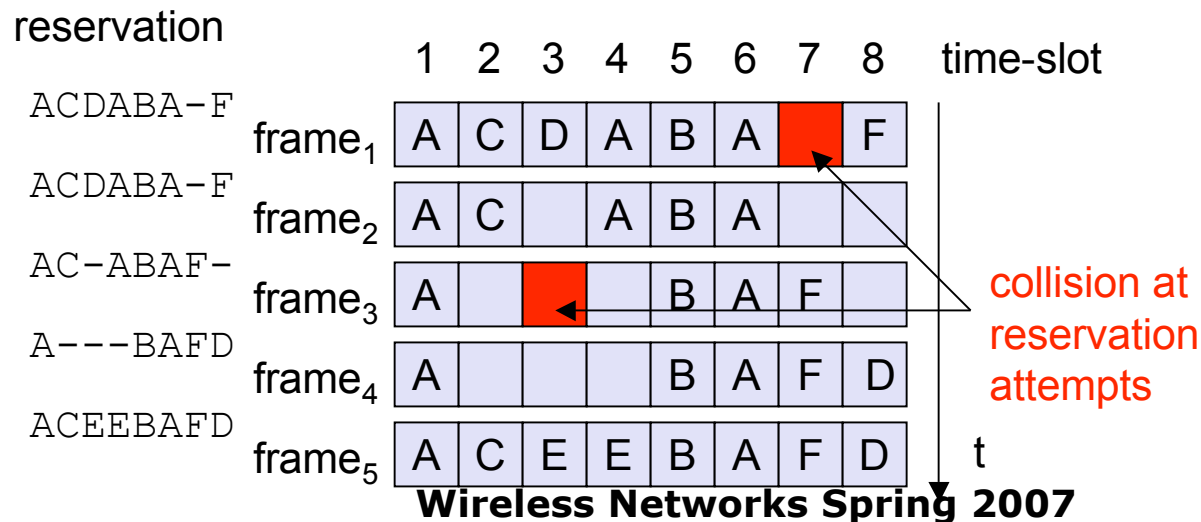 reservation
1 2 3 4 5 6 7 8 time-slot
ACDABA-F
frame1 A C D A B A F
ACDABA-F
frame2 A C A B A
AC-ABAF-
frame3 A B A F
collision at
reservation
attempts
A---BAFD
frame4 A B A F D
ACEEBAFD
frame5 A C E E B A F D
t
Wireless Networks Spring 2007